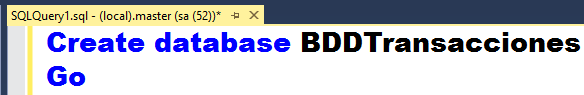 SQLQuery1.sql - (local).master (sa (52))*
Create database BDDTransacciones
Go